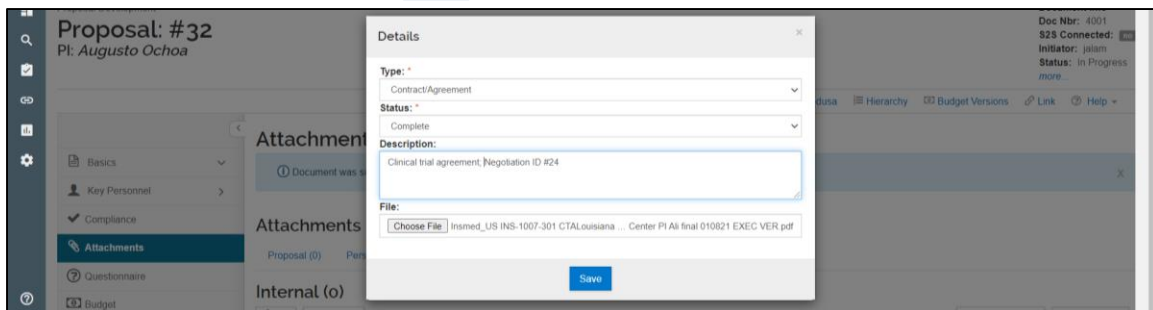 Proposal: #32
PI: Augusto Ochoa
Doc Nbr: 4001
S2S Connected: no
Initiator: jalam
Status: In Progress
more...
Hierarchy Budget Versions Link Help
Basics
Key Personnel
Compliance
Attachments
Questionnaire
Budget
Attachment
Document was s
X
Attachments
Proposal (0) Pers
Internal (0)
Details ×
Type: *
Contract/Agreement
Status: *
Complete
Description:
Clinical trial agreement; Negotiation ID #24
File:
Choose File Insmed_US INS-1007-301 CTALouisiana ... Center PI Ali final 010821 EXEC VER.pdf
Save